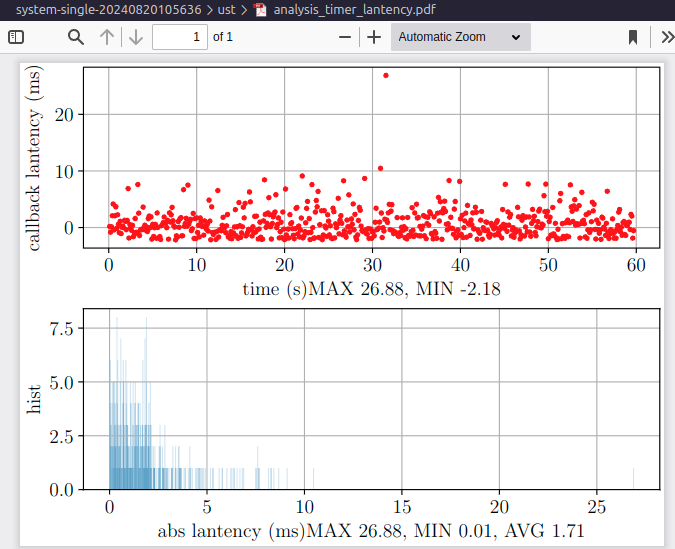 system-single-20240820105636 > ust > analysis_timer_lantency.pdf
1 of 1 Automatic Zoom
callback lantency (ms)
20
10
0
0 10 20 30 40 50 60
time (s)MAX 26.88, MIN -2.18
hist
7.5
5.0
2.5
0.0
0 5 10 15 20 25
abs lantency (ms)MAX 26.88, MIN 0.01, AVG 1.71